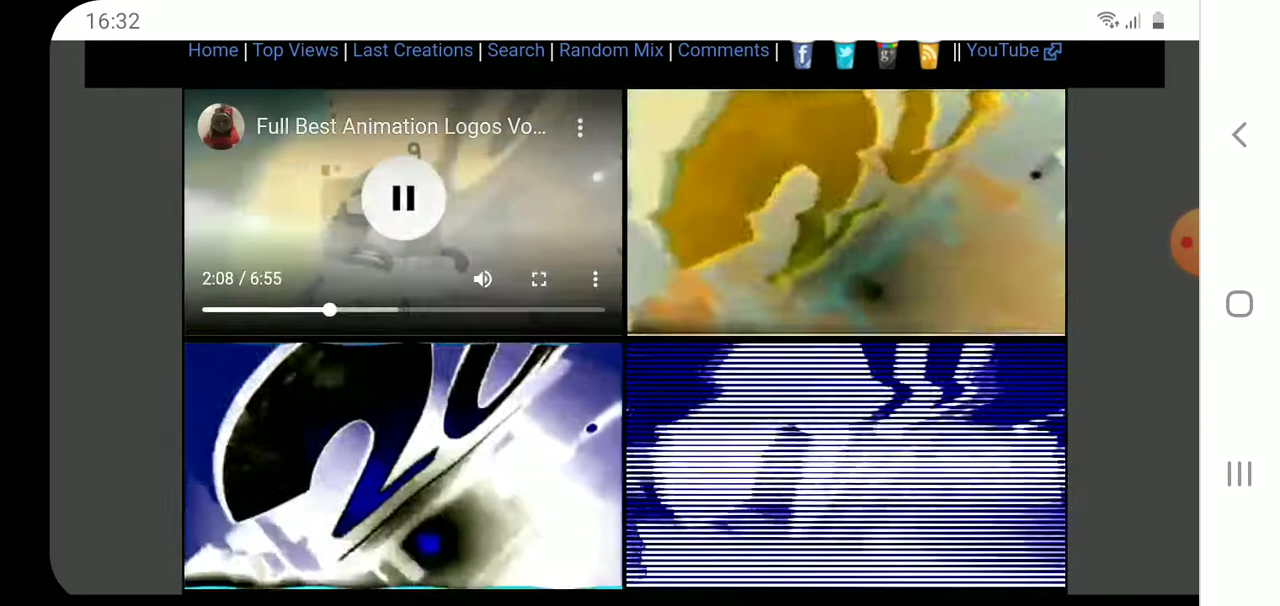 16:32
Home | Top Views | Last Creations | Search | Random Mix | Comments | f g+ || YouTube
Full Best Animation Logos Vo...
2:08 / 6:55